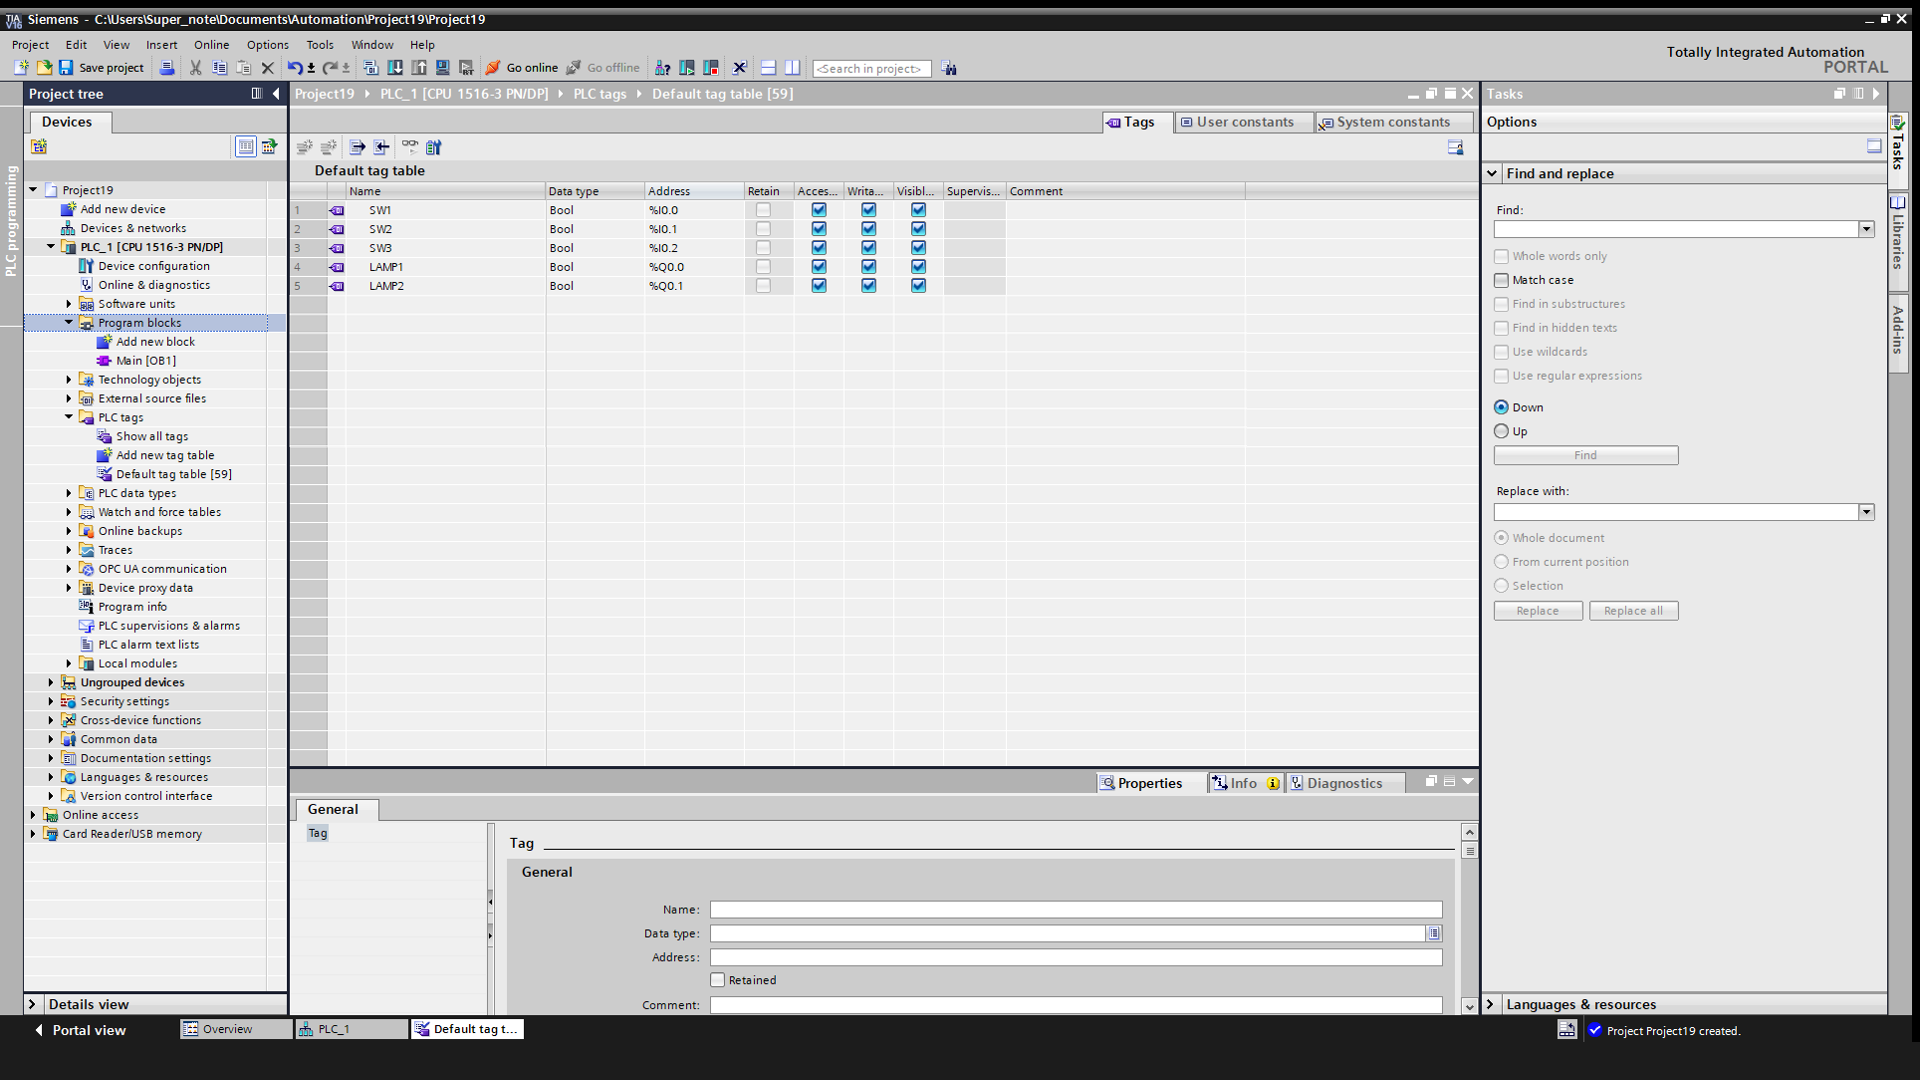 Siemens - C:\Users\Super_note\Documents\Automation\Project19\Project19
Project Edit View Insert Online Options Tools Window Help
Totally Integrated Automation
PORTAL
Save project Go online Go offline <Search in project>
Project tree
Project19 PLC_1 [CPU 1516-3 PN/DP] PLC tags Default tag table [59]
Tasks
Devices
Tags User constants System constants
Options
PLC programming
Default tag table
Name Data type Address Retain Acces... Writa... Visibl... Supervis... Comment
1 SW1 Bool %I0.0
2 SW2 Bool %I0.1
3 SW3 Bool %I0.2
4 LAMP1 Bool %Q0.0
5 LAMP2 Bool %Q0.1
Project19
Add new device
Devices & networks
PLC_1 [CPU 1516-3 PN/DP]
Device configuration
Online & diagnostics
Software units
Program blocks
Add new block
Main [OB1]
Technology objects
External source files
PLC tags
Show all tags
Add new tag table
Default tag table [59]
PLC data types
Watch and force tables
Online backups
Traces
OPC UA communication
Device proxy data
Program info
PLC supervisions & alarms
PLC alarm text lists
Local modules
Ungrouped devices
Security settings
Cross-device functions
Common data
Documentation settings
Languages & resources
Version control interface
Online access
Card Reader/USB memory
Find and replace
Find:
Whole words only
Match case
Find in substructures
Find in hidden texts
Use wildcards
Use regular expressions
Down
Up
Find
Replace with:
Whole document
From current position
Selection
Replace Replace all
Tasks
Libraries
Add-ins
Properties Info Diagnostics
General
Tag
Tag
General
Name:
Data type:
Address:
Retained
Comment:
Details view
Languages & resources
Portal view Overview PLC_1 Default tag t...
Project Project19 created.